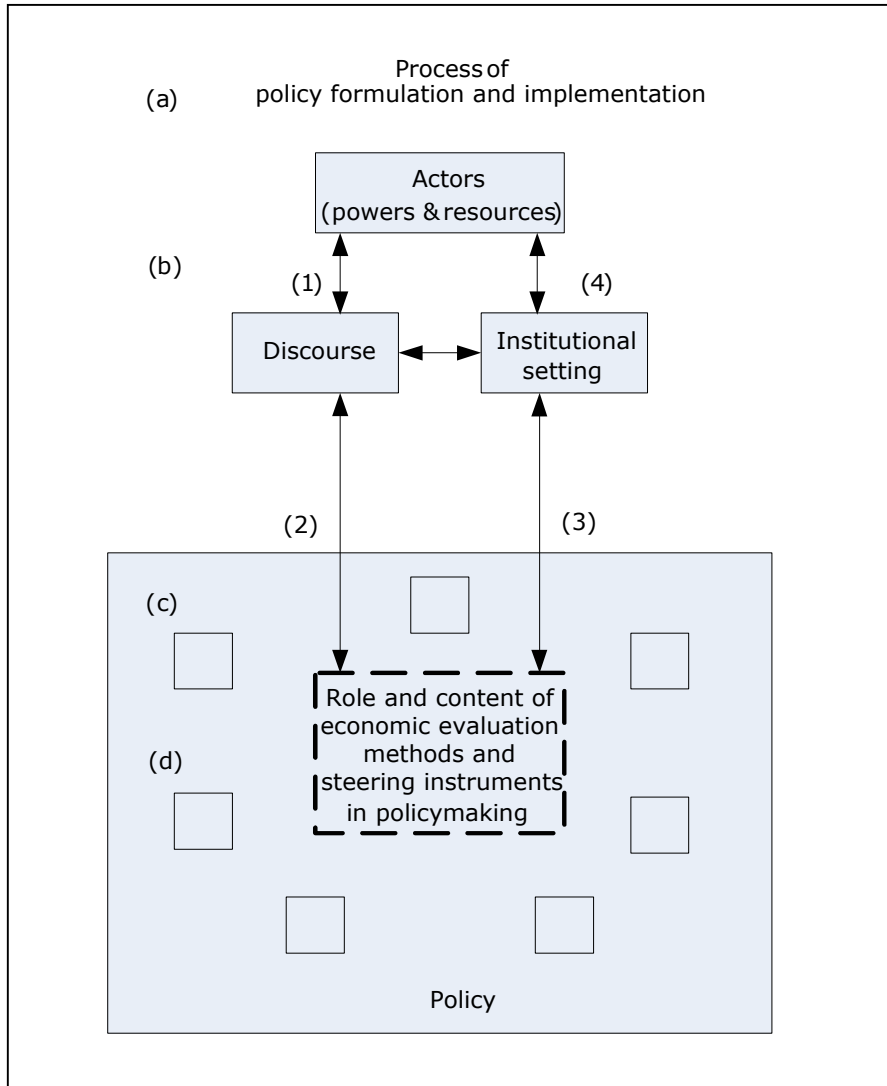 Process of
(a) policy formulation and implementation
Actors
(powers & resources)
(b)
(1) (4)
Discourse
Institutional
setting
(2) (3)
(c)
Role and content of
economic evaluation
methods and
(d)
steering instruments
in policymaking
Policy